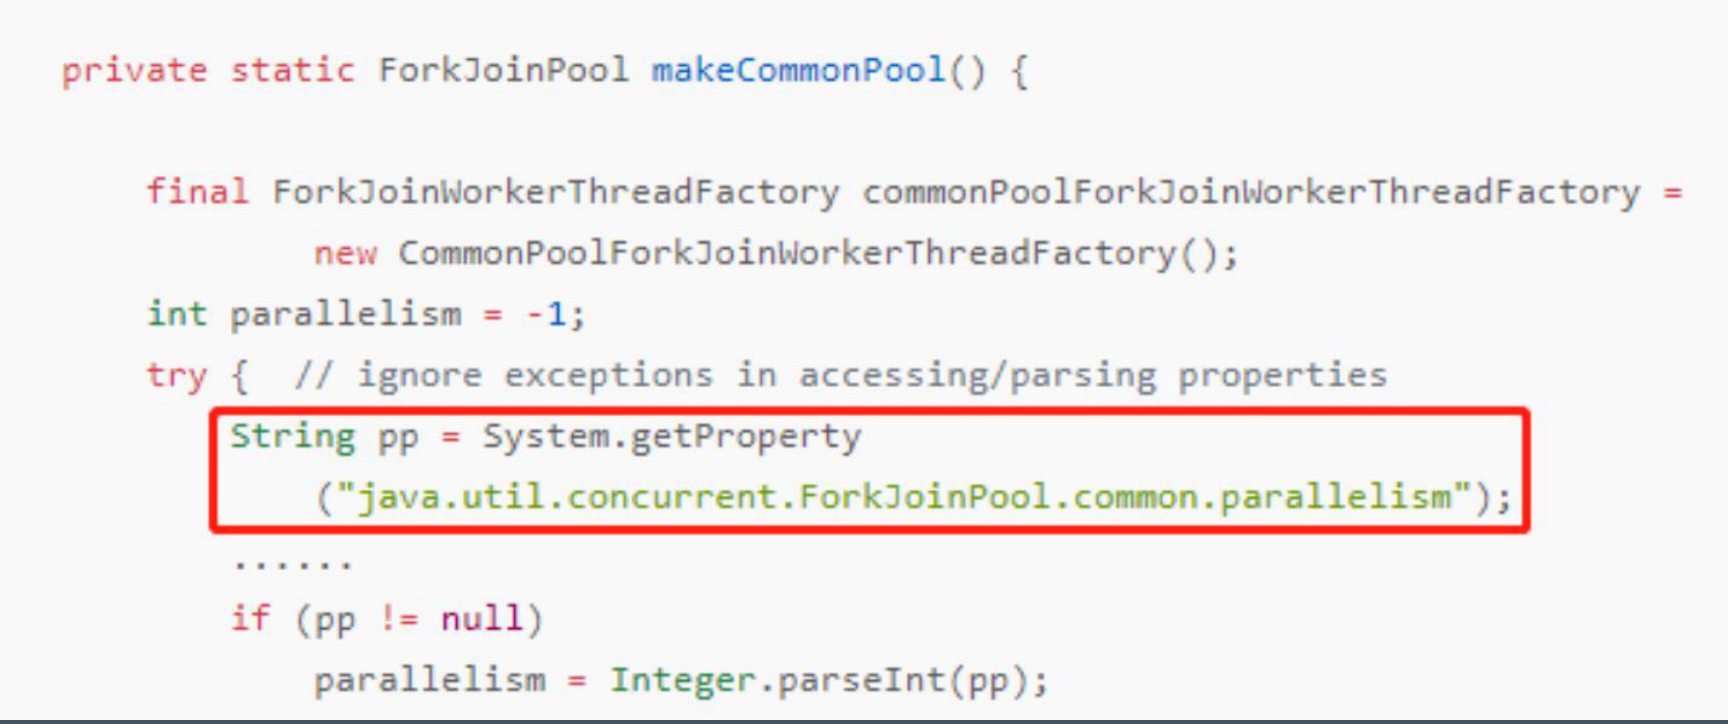 private static ForkJoinPool makeCommonPool() {
final ForkJoinWorkerThreadFactory commonPoolForkJoinWorkerThreadFactory =
new CommonPoolForkJoinWorkerThreadFactory();
int parallelism = -1;
try {  // ignore exceptions in accessing/parsing properties
String pp = System.getProperty
("java.util.concurrent.ForkJoinPool.common.parallelism");
......
if (pp != null)
parallelism = Integer.parseInt(pp);